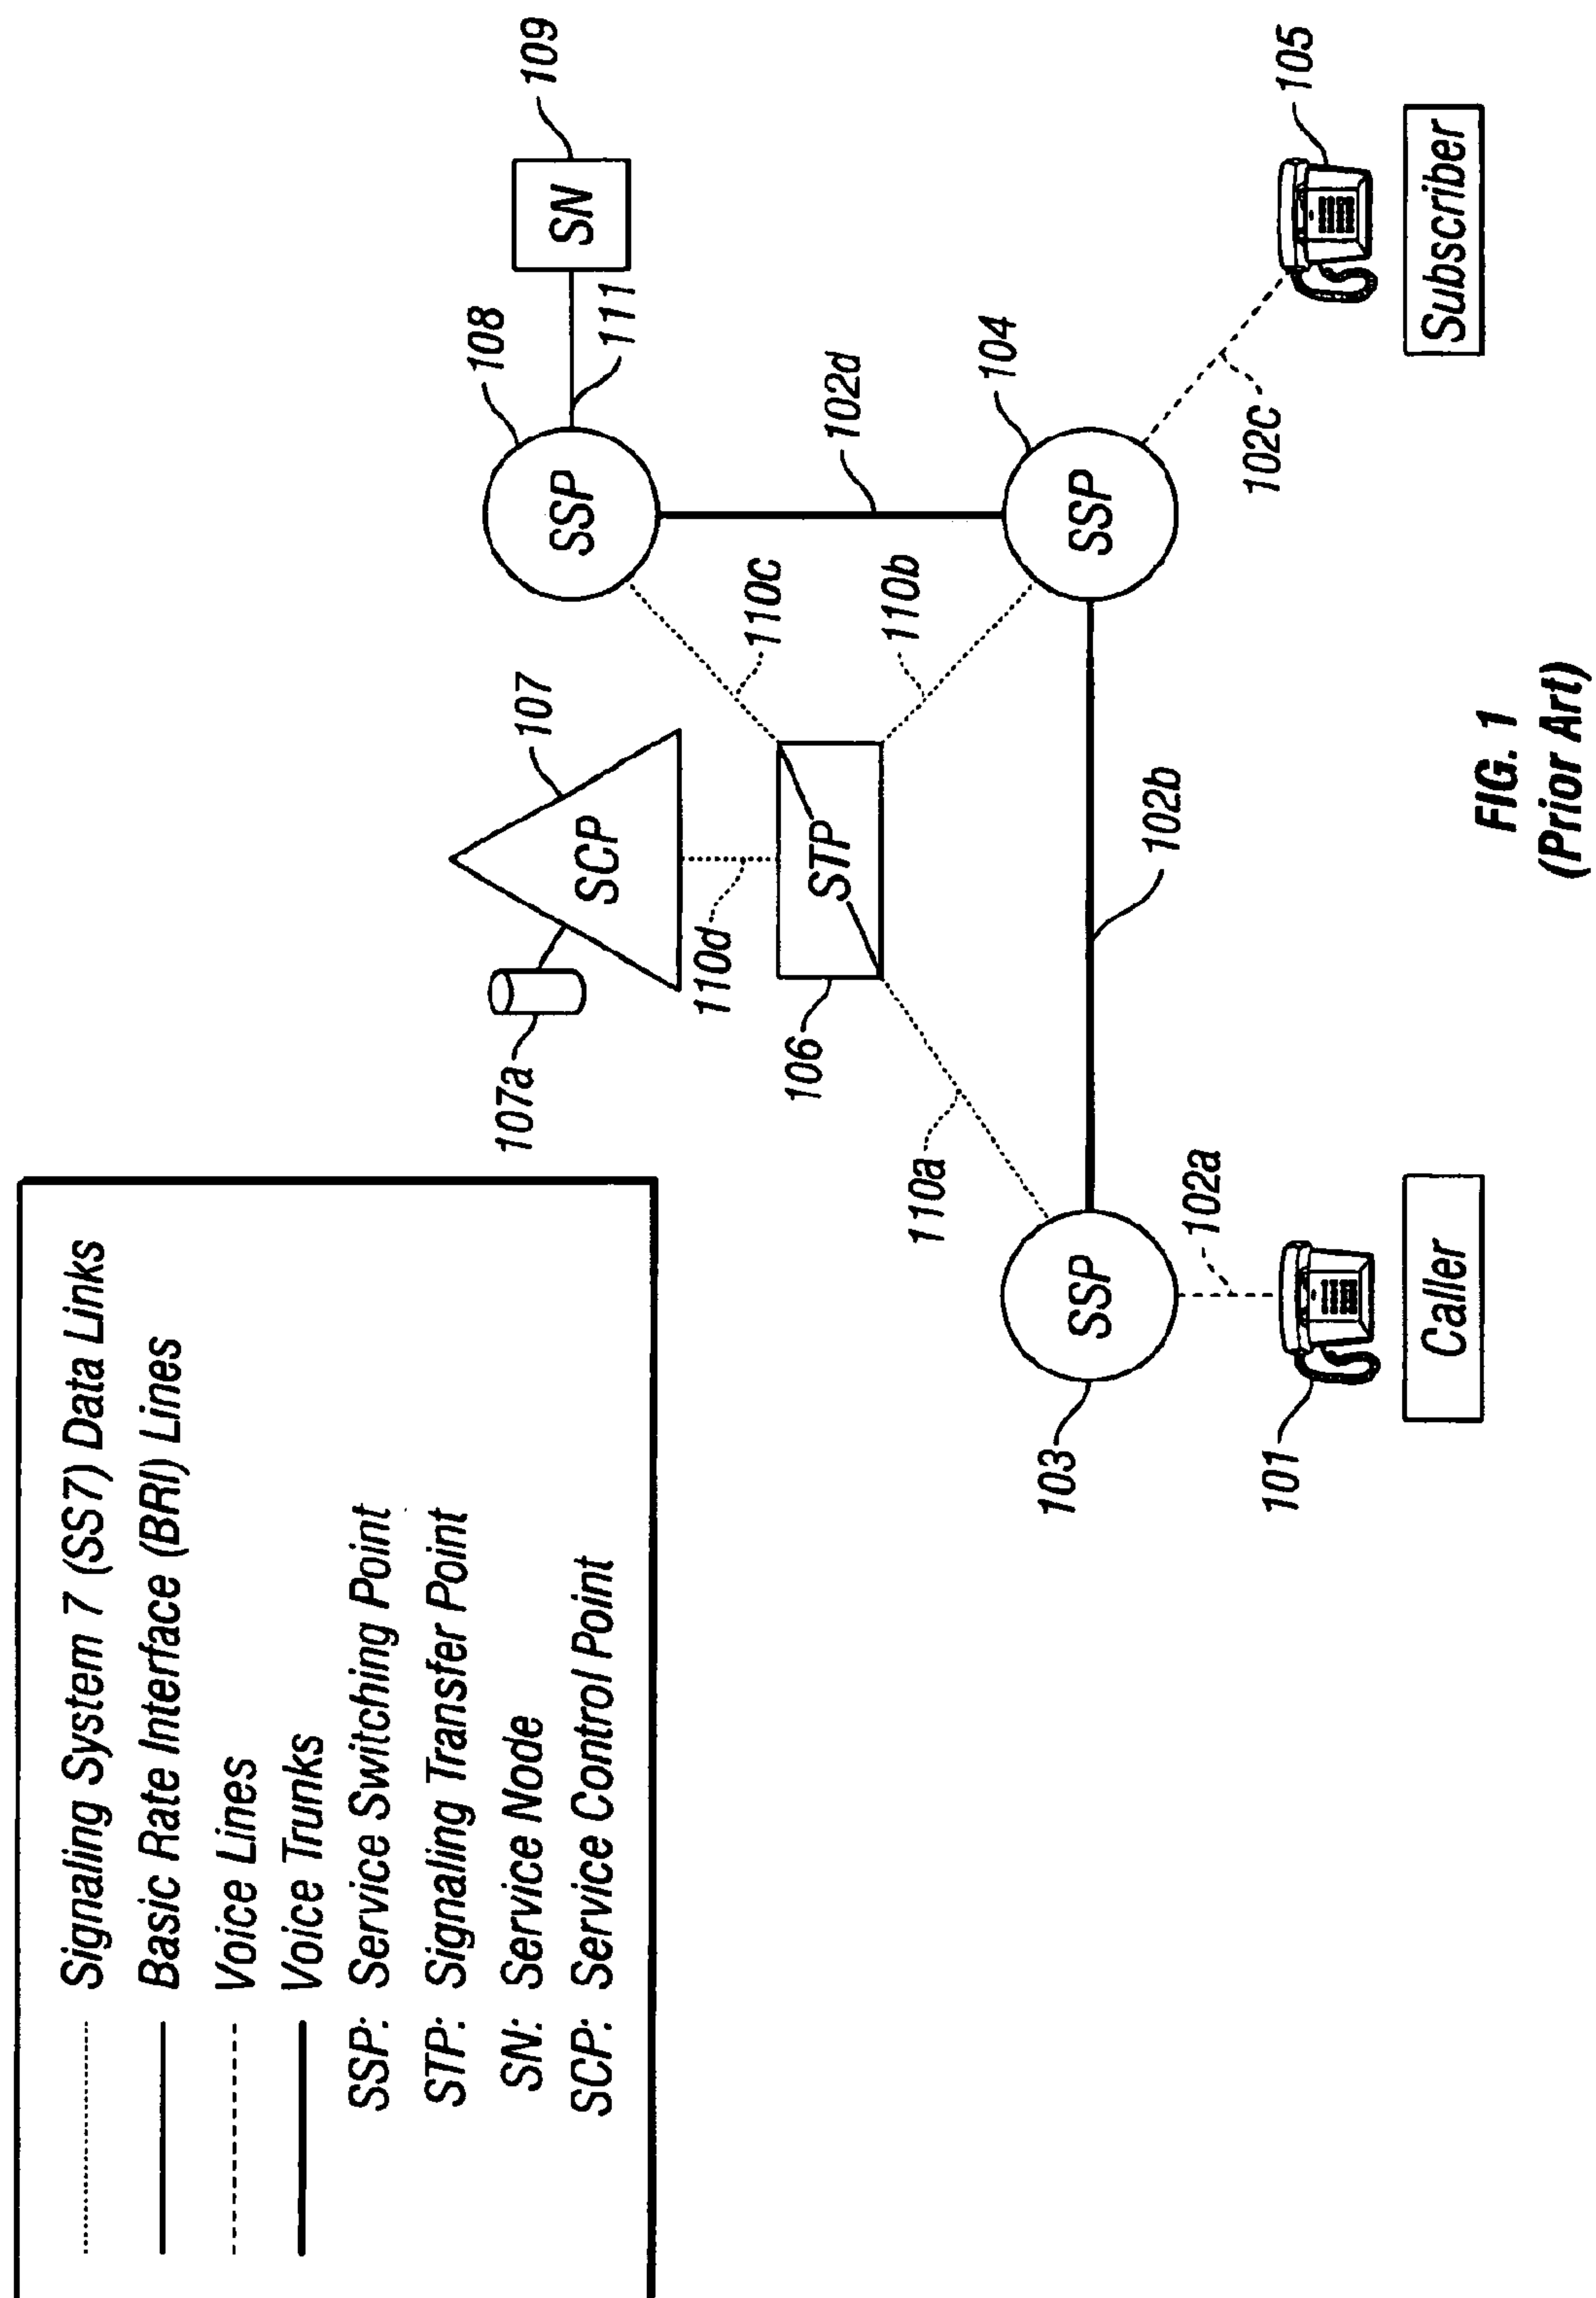 Signaling System 7 (SS7) Data Links
Basic Rate Interface (BRI) Lines
Voice Lines
Voice Trunks
SSP: Service Switching Point
STP: Signaling Transfer Point
SN: Service Node
SCP: Service Control Point
107a
SCP
107
108
SSP
111
SN
109
110d
110c
106
STP
102d
110b
110a
104
103
SSP
102b
SSP
102a
102c
101
105
Caller
Subscriber
FIG. 1
(Prior Art)